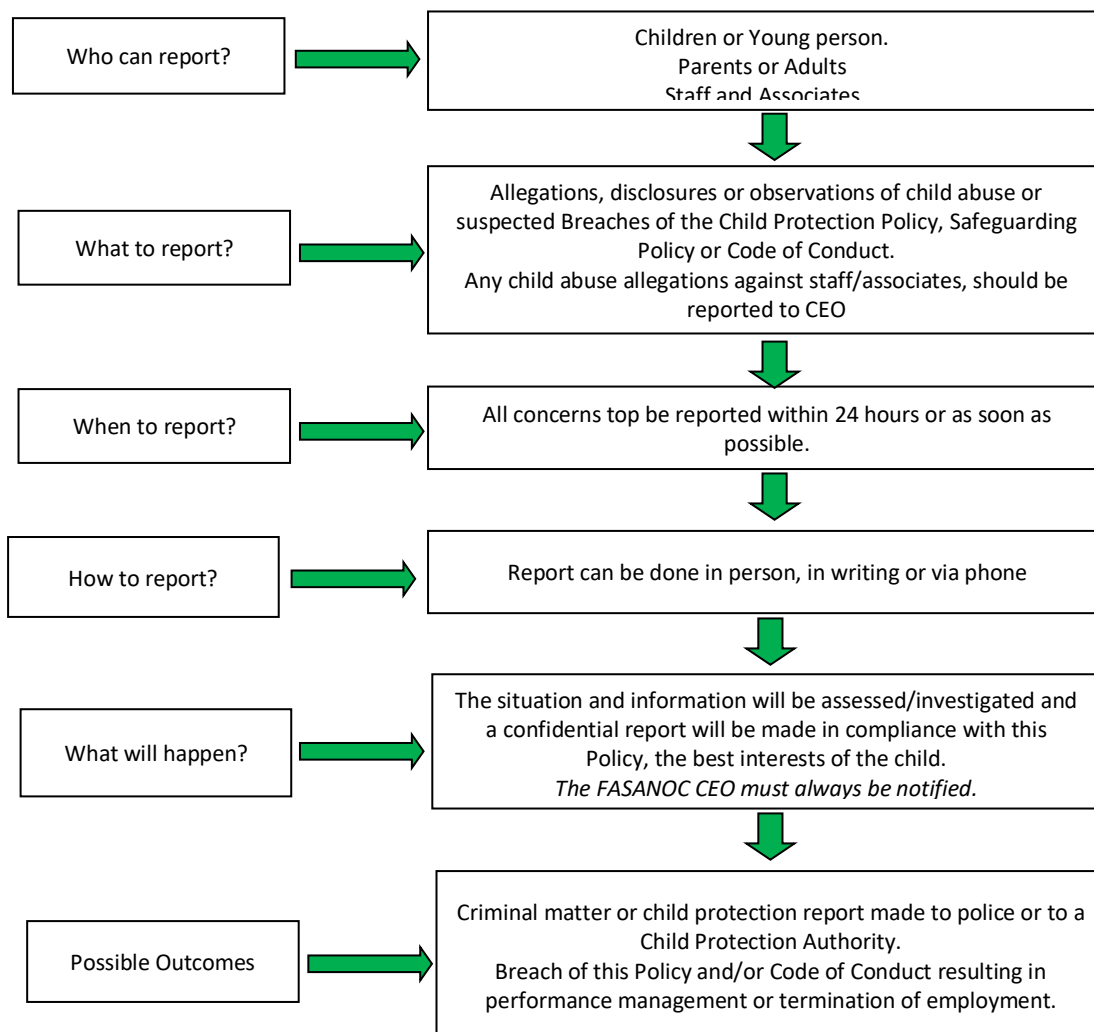 Who can report?
Children or Young person.
Parents or Adults
Staff and Associates
What to report?
Allegations, disclosures or observations of child abuse or
suspected Breaches of the Child Protection Policy, Safeguarding
Policy or Code of Conduct.
Any child abuse allegations against staff/associates, should be
reported to CEO
When to report?
All concerns top be reported within 24 hours or as soon as
possible.
How to report?
Report can be done in person, in writing or via phone
What will happen?
The situation and information will be assessed/investigated and
a confidential report will be made in compliance with this
Policy, the best interests of the child.
The FASANOC CEO must always be notified.
Possible Outcomes
Criminal matter or child protection report made to police or to a
Child Protection Authority.
Breach of this Policy and/or Code of Conduct resulting in
performance management or termination of employment.